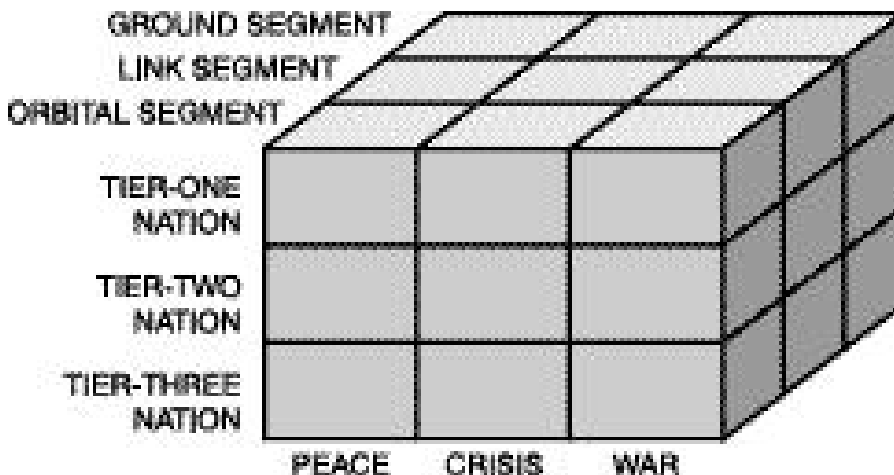 GROUND SEGMENT
LINK SEGMENT
ORBITAL SEGMENT
TIER-ONE
NATION
TIER-TWO
NATION
TIER-THREE
NATION
PEACE CRISIS WAR